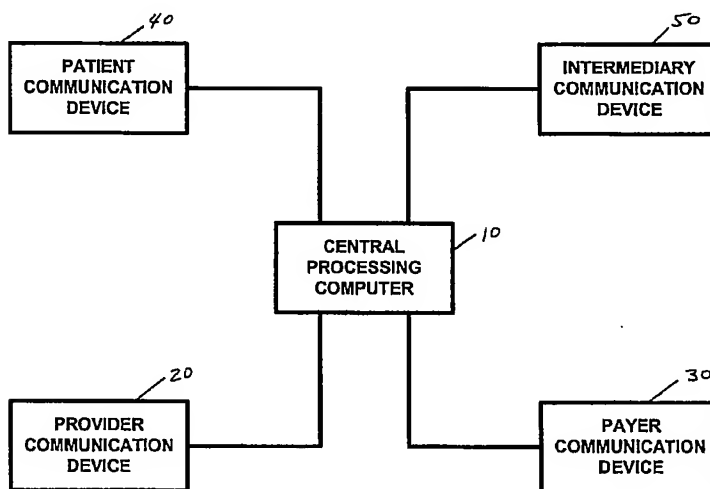 40
PATIENT
COMMUNICATION
DEVICE
50
INTERMEDIARY
COMMUNICATION
DEVICE
CENTRAL
PROCESSING
COMPUTER
10
20
PROVIDER
COMMUNICATION
DEVICE
30
PAYER
COMMUNICATION
DEVICE